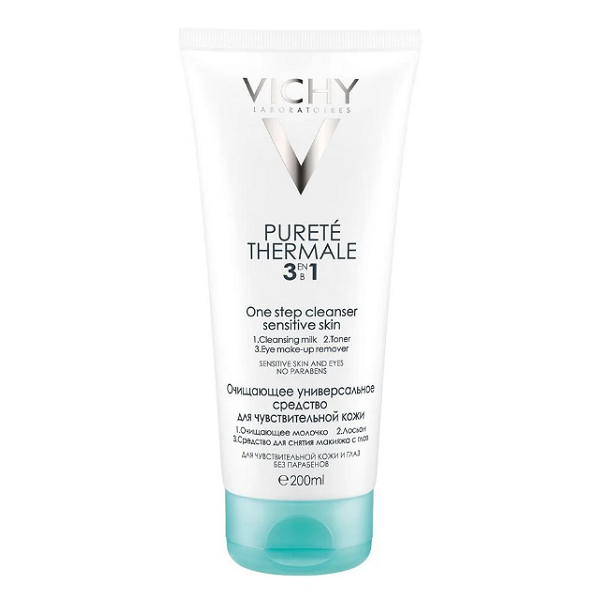 VICHY
LABORATOIRES
PURETÉ
THERMALE
3 EN В 1
One step cleanser
sensitive skin
1.Cleansing milk 2.Toner
3.Eye make-up remover
SENSITIVE SKIN AND EYES
NO PARABENS
Очищающее универсальное
средство
для чувствительной кожи
1.Очищающее молочко 2.Лосьон
3.Средство для снятия макияжа с глаз
ДЛЯ ЧУВСТВИТЕЛЬНОЙ КОЖИ И ГЛАЗ
БЕЗ ПАРАБЕНОВ
℮200ml